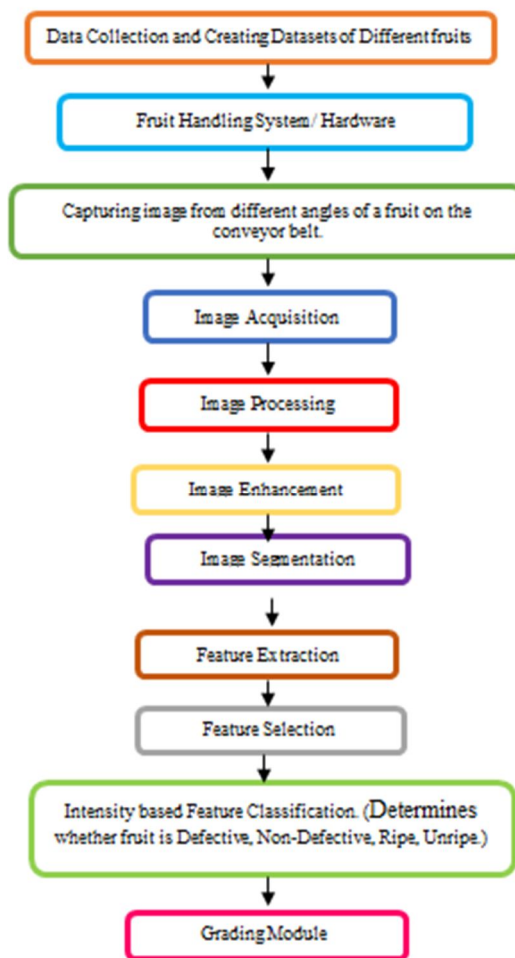 Data Collection and Creating Datasets of Different fruits
Fruit Handling System/ Hardware
Capturing image from different angles of a fruit on the
conveyor belt.
Image Acquisition
Image Processing
Image Enhancement
Image Segmentation
Feature Extraction
Feature Selection
Intensity based Feature Classification. (Determines
whether fruit is Defective, Non-Defective, Ripe, Unripe.)
Grading Module